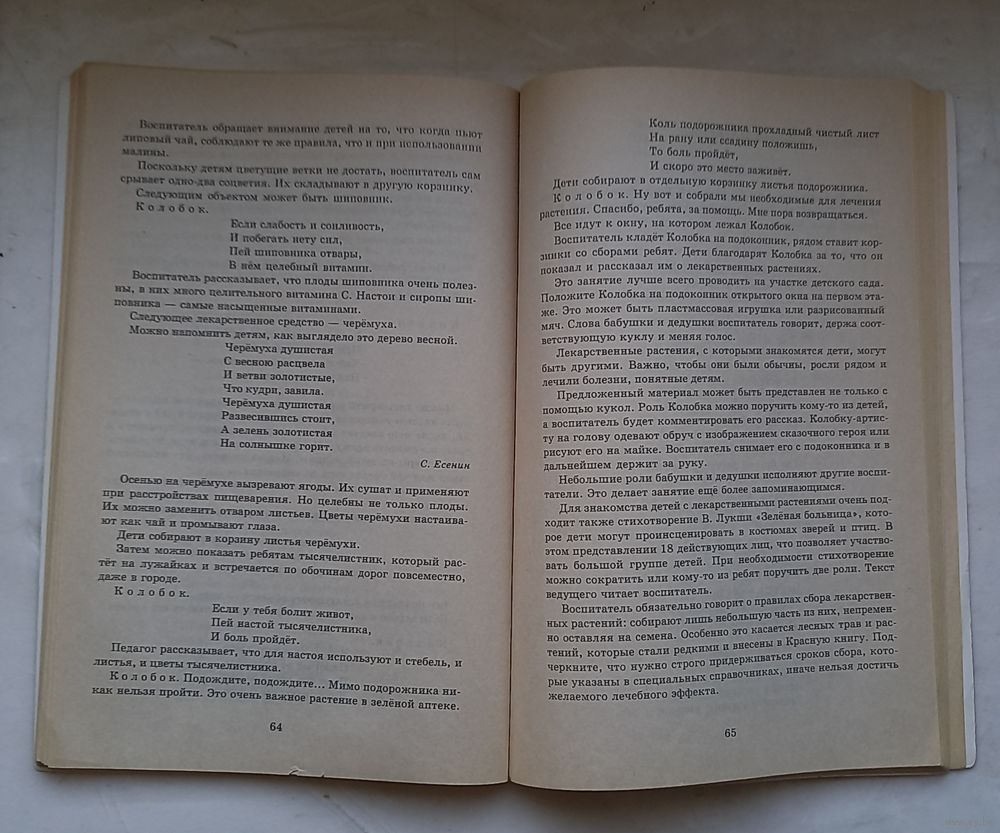 Воспитатель обращает внимание детей на то, что когда пьют
липовый чай, соблюдают те же правила, что и при использовании
малины.
Поскольку детям цветущие ветки не достать, воспитатель сам
срывает одно-два соцветия. Их складывают в другую корзинку.
Следующим объектом может быть шиповник.
Колобок.
Если слабость и сонливость,
И побегать нету сил,
Пей шиповника отвары,
В нём целебный витамин.
Воспитатель рассказывает, что плоды шиповника очень полез-
ны, в них много целительного витамина С. Настои и сиропы ши-
повника — самые насыщенные витаминами.
Следующее лекарственное средство — черёмуха.
Можно напомнить детям, как выглядело это дерево весной.
Черёмуха душистая
С весною расцвела
И ветви золотистые,
Что кудри, завила.
Черёмуха душистая
Развесившись стоит,
А зелень золотистая
На солнышке горит.
С. Есенин
Осенью на черёмухе вызревают ягоды. Их сушат и применяют
при расстройствах пищеварения. Но целебны не только плоды.
Их можно заменить отваром листьев. Цветы черёмухи настаива-
ют как чай и промывают глаза.
Дети собирают в корзину листья черёмухи.
Затем можно показать ребятам тысячелистник, который рас-
тёт на лужайках и встречается по обочинам дорог повсеместно,
даже в городе.
Колобок.
Если у тебя болит живот,
Пей настой тысячелистника,
И боль пройдёт.
Педагог рассказывает, что для настоя используют и стебель, и
листья, и цветы тысячелистника.
Колобок. Подождите, подождите... Мимо подорожника ни-
как нельзя пройти. Это очень важное растение в зелёной аптеке.
64
Коль подорожника прохладный чистый лист
На рану или ссадину положишь,
То боль пройдёт,
И скоро это место заживёт.
Дети собирают в отдельную корзинку листья подорожника.
Колобок. Ну вот и собрали мы необходимые для лечения
растения. Спасибо, ребята, за помощь. Мне пора возвращаться.
Все идут к окну, на котором лежал Колобок.
Воспитатель кладёт Колобка на подоконник, рядом ставит кор-
зинки со сборами ребят. Дети благодарят Колобка за то, что он
показал и рассказал им о лекарственных растениях.
Это занятие лучше всего проводить на участке детского сада.
Положите Колобка на подоконник открытого окна на первом эта-
же. Это может быть пластмассовая игрушка или разрисованный
мяч. Слова бабушки и дедушки воспитатель говорит, держа соот-
ветствующую куклу и меняя голос.
Лекарственные растения, с которыми знакомятся дети, могут
быть другими. Важно, чтобы они были обычны, росли рядом и
лечили болезни, понятные детям.
Предложенный материал может быть представлен не только с
помощью кукол. Роль Колобка можно поручить кому-то из детей,
а воспитатель будет комментировать его рассказ. Колобку-артис-
ту на голову одевают обруч с изображением сказочного героя или
рисуют его на майке. Воспитатель снимает его с подоконника и в
дальнейшем держит за руку.
Небольшие роли бабушки и дедушки исполняют другие воспи-
татели. Это делает занятие ещё более запоминающимся.
Для знакомства детей с лекарственными растениями очень под-
ходит также стихотворение В. Лукши «Зелёная больница», кото-
рое дети могут проинсценировать в костюмах зверей и птиц. В
этом представлении 18 действующих лиц, что позволяет участво-
вать большой группе детей. При необходимости стихотворение
можно сократить или кому-то из ребят поручить две роли. Текст
ведущего читает воспитатель.
Воспитатель обязательно говорит о правилах сбора лекарствен-
ных растений: собирают лишь небольшую часть из них, непремен-
но оставляя на семена. Особенно это касается лесных трав и рас-
тений, которые стали редкими и внесены в Красную книгу. Под-
черкните, что нужно строго придерживаться сроков сбора, кото-
рые указаны в специальных справочниках, иначе нельзя достичь
желаемого лечебного эффекта.
65